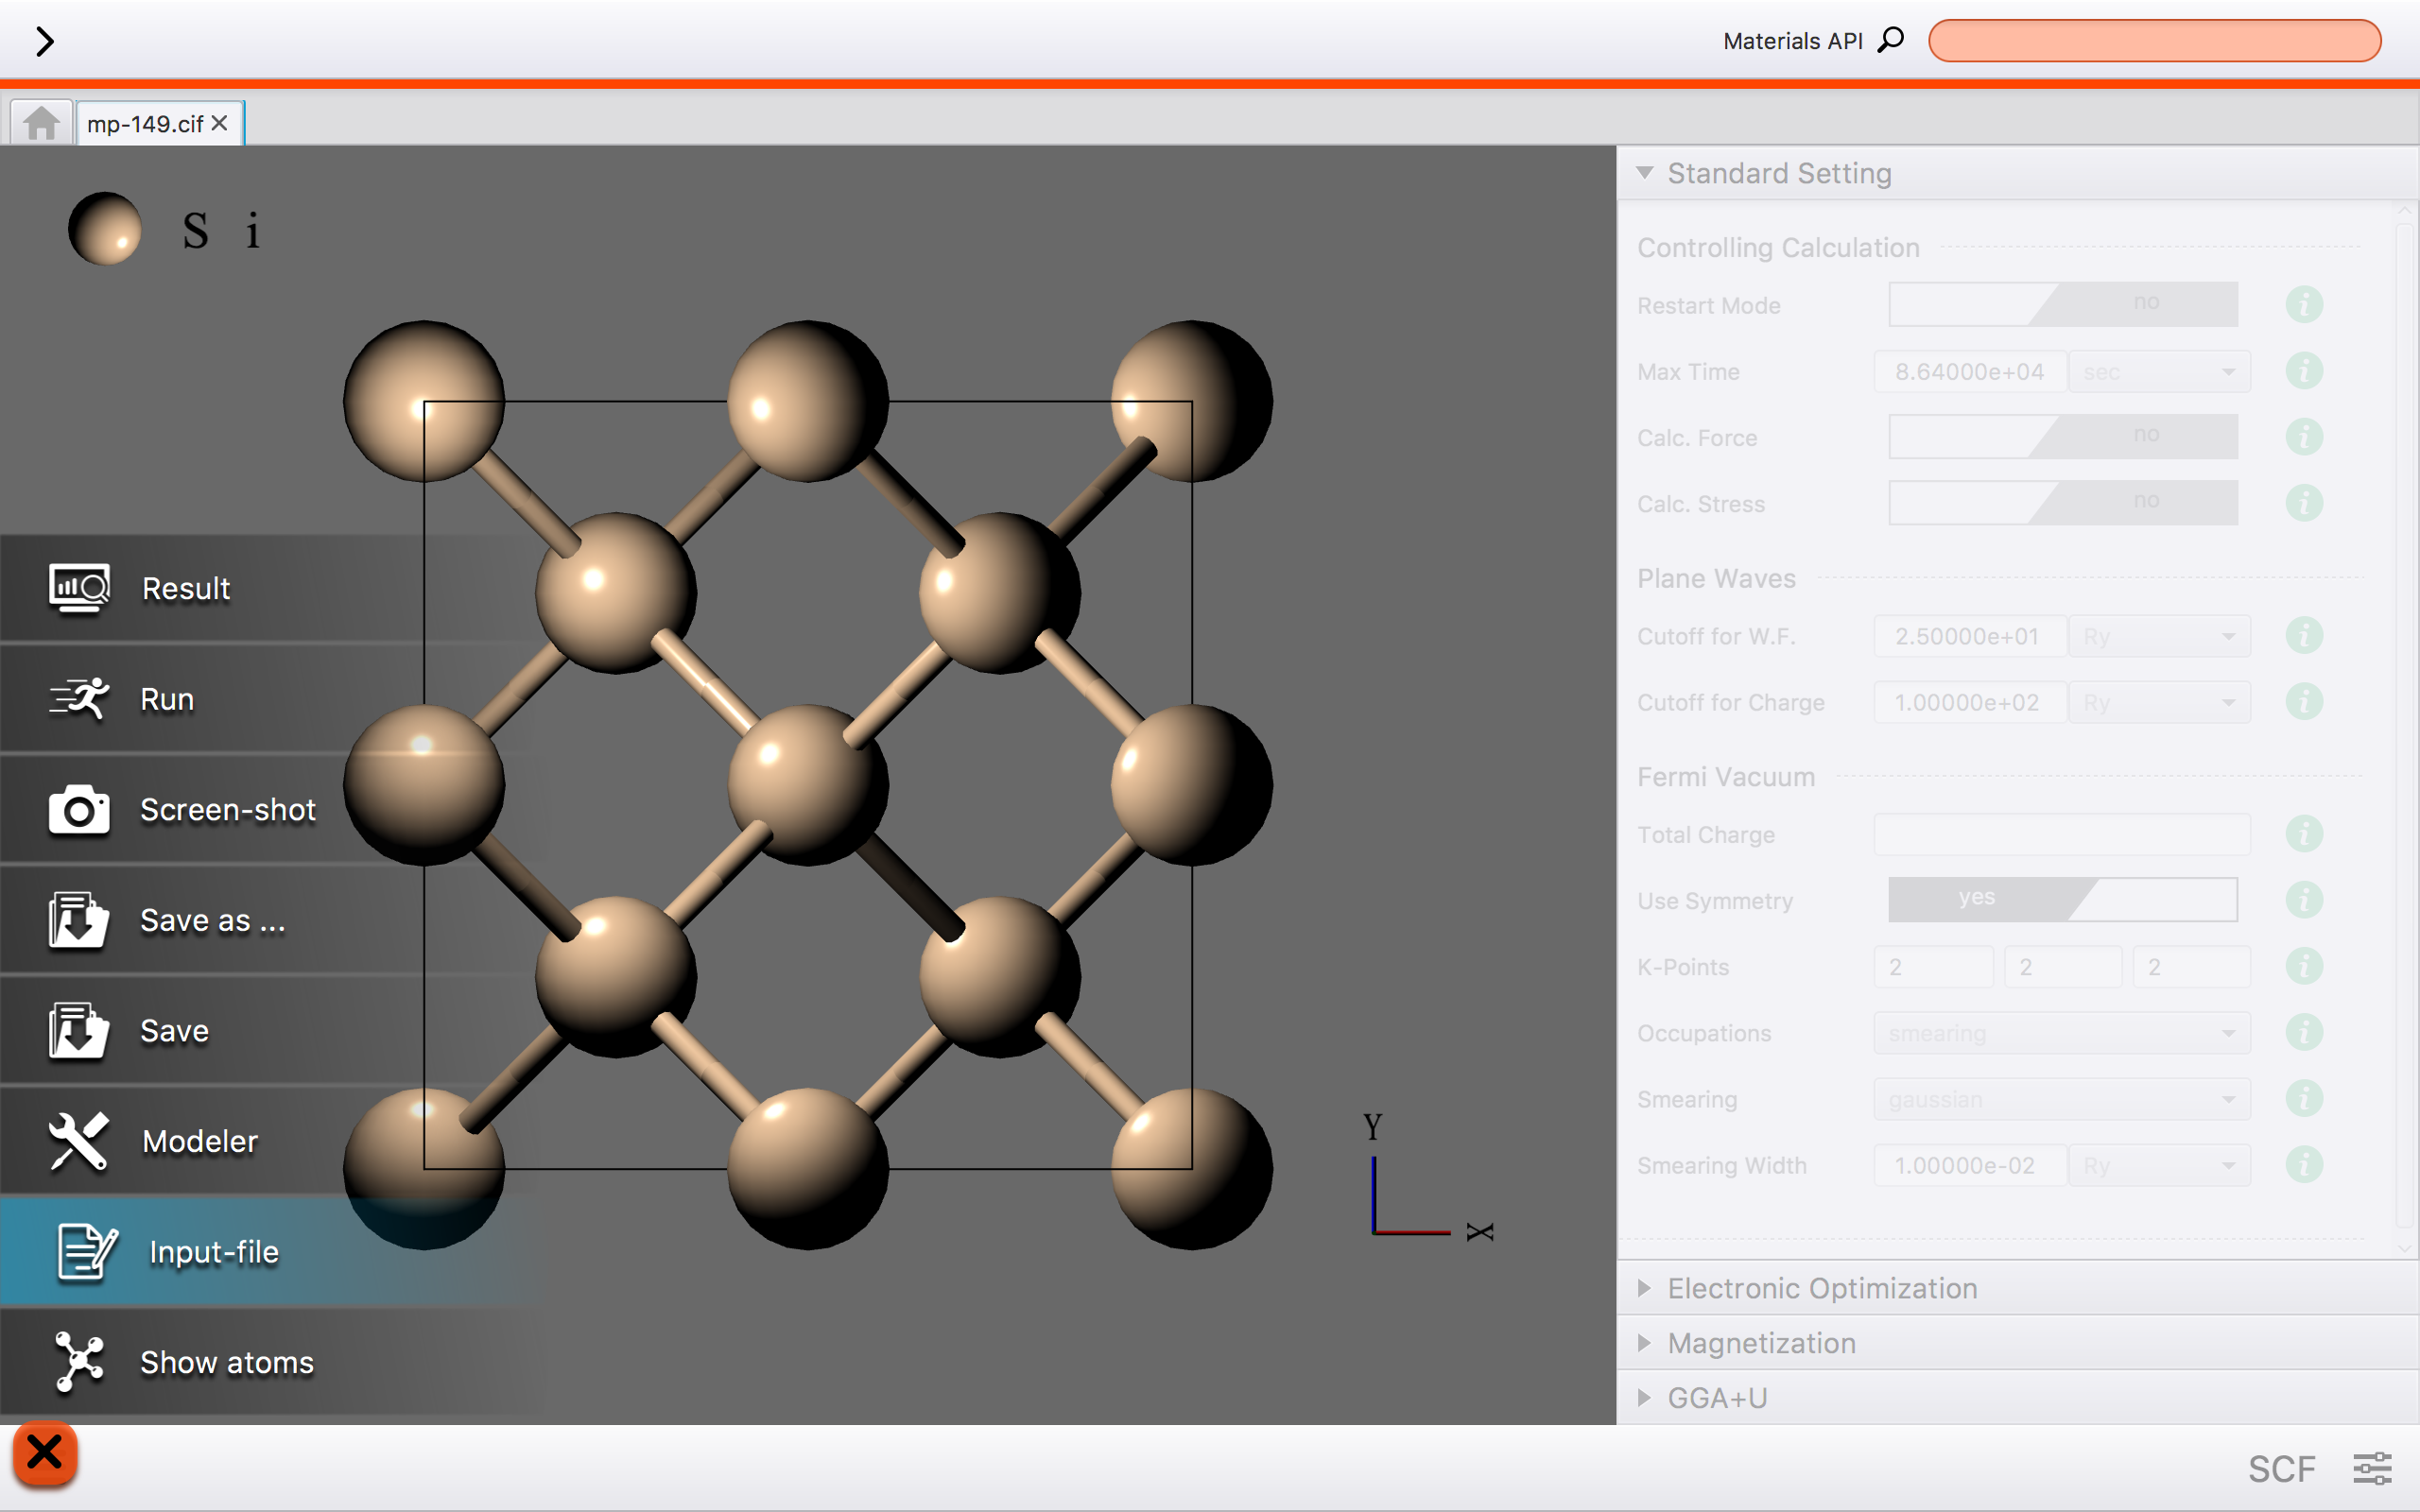 Materials API
mp-149.cif
S i
Result
Run
Screen-shot
Save as ...
Save
Modeler
Input-file
Show atoms
Y
X
Standard Setting
Controlling Calculation
Restart Mode no
Max Time 8.64000e+04 sec
Calc. Force no
Calc. Stress no
Plane Waves
Cutoff for W.F. 2.50000e+01 Ry
Cutoff for Charge 1.00000e+02 Ry
Fermi Vacuum
Total Charge
Use Symmetry yes
K-Points 2 2 2
Occupations smearing
Smearing gaussian
Smearing Width 1.00000e-02 Ry
Electronic Optimization
Magnetization
GGA+U
SCF